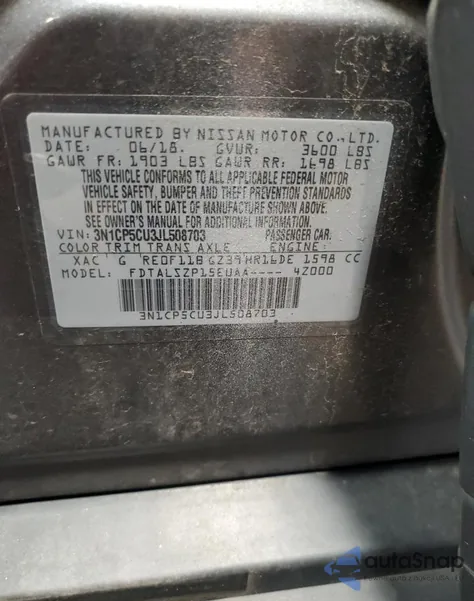 MANUFACTURED BY NISSAN MOTOR CO.,LTD.
DATE: 06/18 GVWR: 3600 LBS
GAWR FR: 1903 LBS GAWR RR: 1698 LBS
THIS VEHICLE CONFORMS TO ALL APPLICABLE FEDERAL MOTOR
VEHICLE SAFETY, BUMPER AND THEFT PREVENTION STANDARDS
IN EFFECT ON THE DATE OF MANUFACTURE SHOWN ABOVE.
SEE OWNER'S MANUAL FOR ADDITIONAL INFORMATION.
VIN: 3N1CP5CU3JL508703 PASSENGER CAR
COLOR TRIM TRANS AXLE ENGINE:
XAC G RE0F11B GZ39 HR16DE 1598 CC
MODEL: FDTALSZP15EUAA---- 4Z000
3N1CP5CU3JL508703
autoSnap